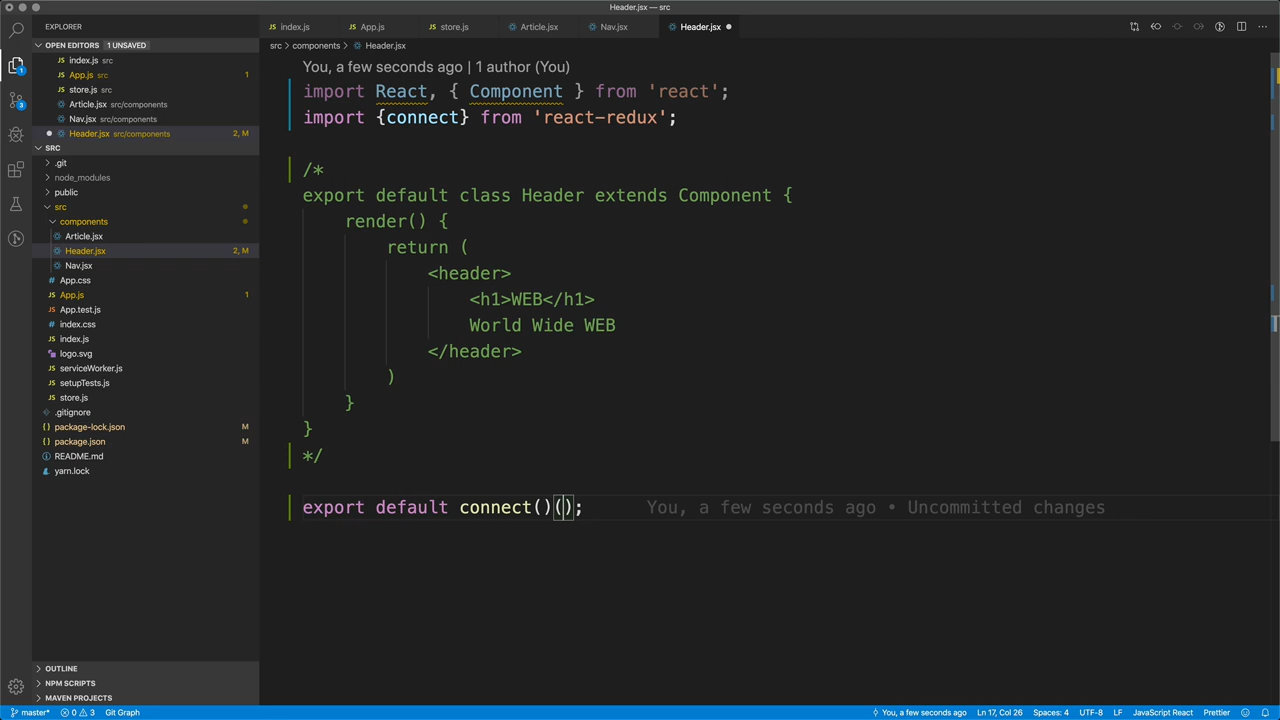 Header.jsx — src
EXPLORER
index.js
App.js
store.js
Article.jsx
Nav.jsx
Header.jsx
OPEN EDITORS 1 UNSAVED
src > components > Header.jsx
index.js src
App.js src 1
store.js src
Article.jsx src/components
Nav.jsx src/components
Header.jsx src/components 2, M
SRC
.git
node_modules
public
src
components
Article.jsx
Header.jsx 2, M
Nav.jsx
App.css
App.js 1
App.test.js
index.css
index.js
logo.svg
serviceWorker.js
setupTests.js
store.js
.gitignore
package-lock.json M
package.json M
README.md
yarn.lock
OUTLINE
NPM SCRIPTS
MAVEN PROJECTS
1
3
You, a few seconds ago | 1 author (You)
import React, { Component } from 'react';
import {connect} from 'react-redux';
/*
export default class Header extends Component {
render() {
return (
<header>
<h1>WEB</h1>
World Wide WEB
</header>
)
}
}
*/
export default connect()(); You, a few seconds ago • Uncommitted changes
master* 0 3 Git Graph You, a few seconds ago Ln 17, Col 26 Spaces: 4 UTF-8 LF JavaScript React Prettier